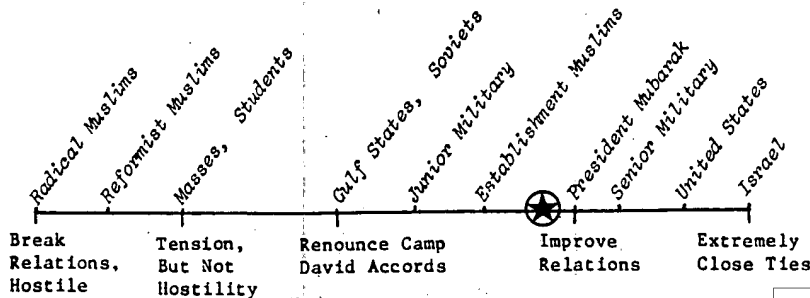 Radical Muslims
Reformist Muslims
Masses, Students
Gulf States, Soviets
Junior Military
Establishment Muslims
President Mubarak
Senior Military
United States
Israel
Break
Relations,
Hostile
Tension,
But Not
Hostility
Renounce Camp
David Accords
Improve
Relations
Extremely
Close Ties